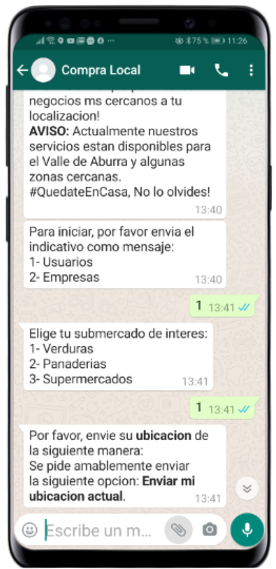 75% 11:26
Compra Local
negocios ms cercanos a tu
localizacion!
AVISO: Actualmente nuestros
servicios estan disponibles para
el Valle de Aburra y algunas
zonas cercanas.
#QuedateEnCasa, No lo olvides!
13:40
Para iniciar, por favor envia el
indicativo como mensaje:
1- Usuarios
2- Empresas
13:40
1 13:41
Elige tu submercado de interes:
1- Verduras
2- Panaderias
3- Supermercados
13:41
1 13:41
Por favor, envie su ubicacion de
la siguiente manera:
Se pide amablemente enviar
la siguiente opcion: Enviar mi
ubicacion actual.
13:41
Escribe un m...